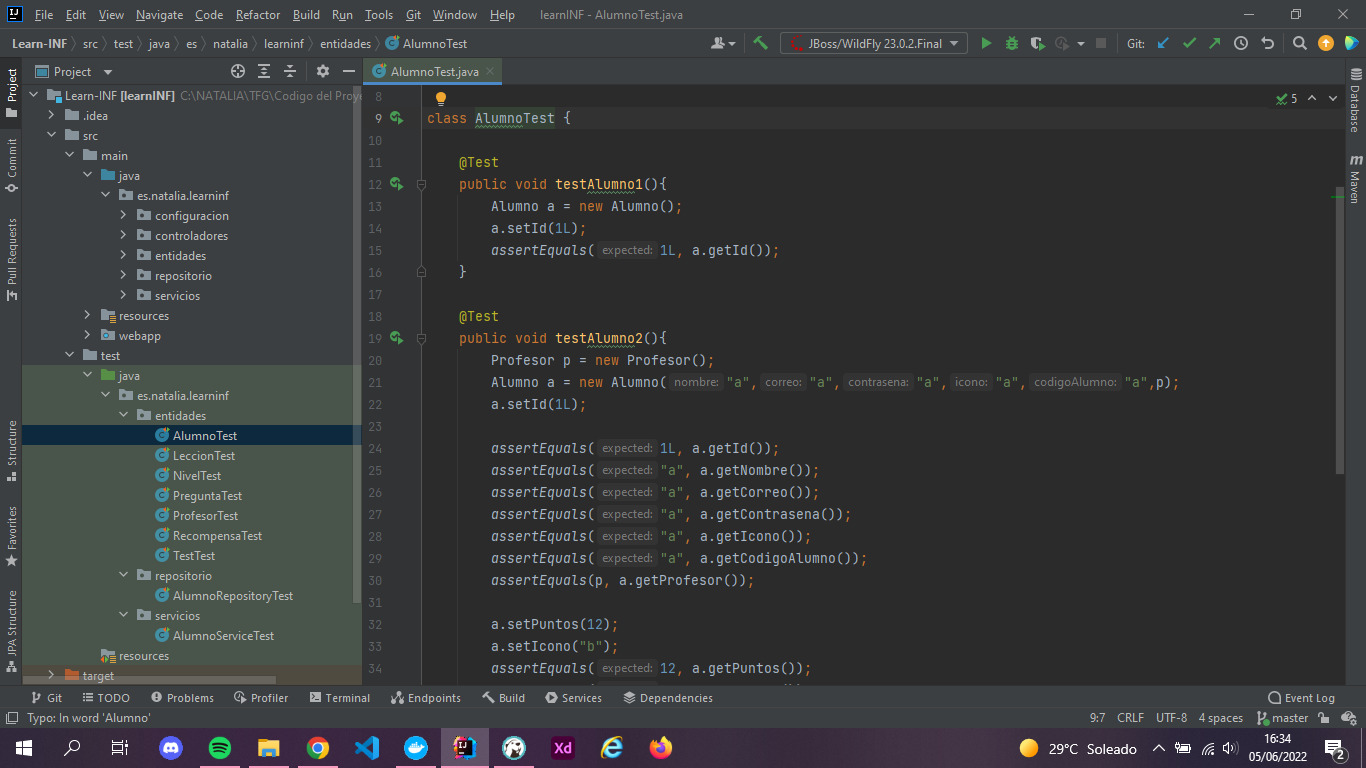 File Edit View Navigate Code Refactor Build Run Tools Git Window Help learnINF - AlumnoTest.java
Learn-INF src test java es natalia learninf entidades AlumnoTest JBoss/WildFly 23.0.2.Final Git:
Project AlumnoTest.java
Learn-INF [learnINF] C:\NATALIA\TFG\Codigo del Proye
.idea
src
main
java
es.natalia.learninf
configuracion
controladores
entidades
repositorio
servicios
resources
webapp
test
java
es.natalia.learninf
entidades
AlumnoTest
LeccionTest
NivelTest
PreguntaTest
ProfesorTest
RecompensaTest
TestTest
repositorio
AlumnoRepositoryTest
servicios
AlumnoServiceTest
resources
target
Project
Commit
Pull Requests
Structure
Favorites
JPA Structure
8
9 class AlumnoTest {
10
11 @Test
12 public void testAlumno1(){
13 Alumno a = new Alumno();
14 a.setId(1L);
15 assertEquals( expected: 1L, a.getId());
16 }
17
18 @Test
19 public void testAlumno2(){
20 Profesor p = new Profesor();
21 Alumno a = new Alumno( nombre: "a", correo: "a", contrasena: "a", icono: "a", codigoAlumno: "a",p);
22 a.setId(1L);
23
24 assertEquals( expected: 1L, a.getId());
25 assertEquals( expected: "a", a.getNombre());
26 assertEquals( expected: "a", a.getCorreo());
27 assertEquals( expected: "a", a.getContrasena());
28 assertEquals( expected: "a", a.getIcono());
29 assertEquals( expected: "a", a.getCodigoAlumno());
30 assertEquals(p, a.getProfesor());
31
32 a.setPuntos(12);
33 a.setIcono("b");
34 assertEquals( expected: 12, a.getPuntos());
5
Database
m
Maven
Git TODO Problems Profiler Terminal Endpoints Build Services Dependencies Event Log
Typo: In word 'Alumno' 9:7 CRLF UTF-8 4 spaces master
Xd 29°C Soleado 16:34
05/06/2022 2